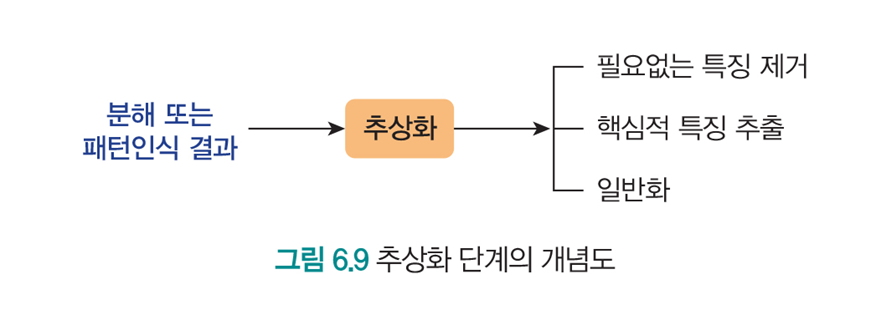 분해 또는
패턴인식 결과
추상화
필요없는 특징 제거
핵심적 특징 추출
일반화
그림 6.9 추상화 단계의 개념도